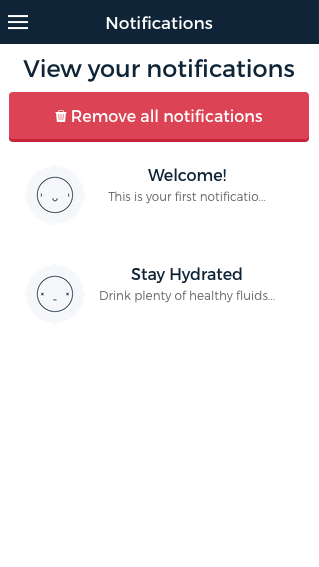 Notifications
View your notifications
Remove all notifications
Welcome!
This is your first notificatio...
Stay Hydrated
Drink plenty of healthy fluids...